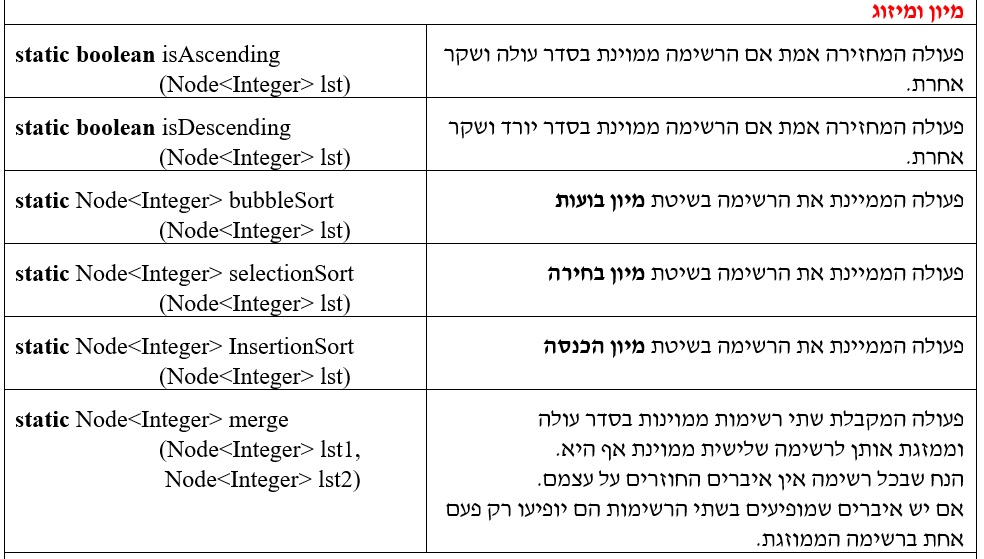 מיון ומיזוג
static boolean isAscending
(Node<Integer> lst)
פעולה המחזירה אמת אם הרשימה ממוינת בסדר עולה ושקר
אחרת.
static boolean isDescending
(Node<Integer> lst)
פעולה המחזירה אמת אם הרשימה ממוינת בסדר יורד ושקר
אחרת.
static Node<Integer> bubbleSort
(Node<Integer> lst)
פעולה הממיינת את הרשימה בשיטת מיון בועות
static Node<Integer> selectionSort
(Node<Integer> lst)
פעולה הממיינת את הרשימה בשיטת מיון בחירה
static Node<Integer> InsertionSort
(Node<Integer> lst)
פעולה הממיינת את הרשימה בשיטת מיון הכנסה
static Node<Integer> merge
(Node<Integer> lst1,
Node<Integer> lst2)
פעולה המקבלת שתי רשימות ממוינות בסדר עולה
וממזגת אותן לרשימה שלישית ממוינת אף היא.
הנח שבכל רשימה אין איברים החוזרים על עצמם.
אם יש איברים שמופיעים בשתי הרשימות הם יופיעו רק פעם
אחת ברשימה הממוזגת.